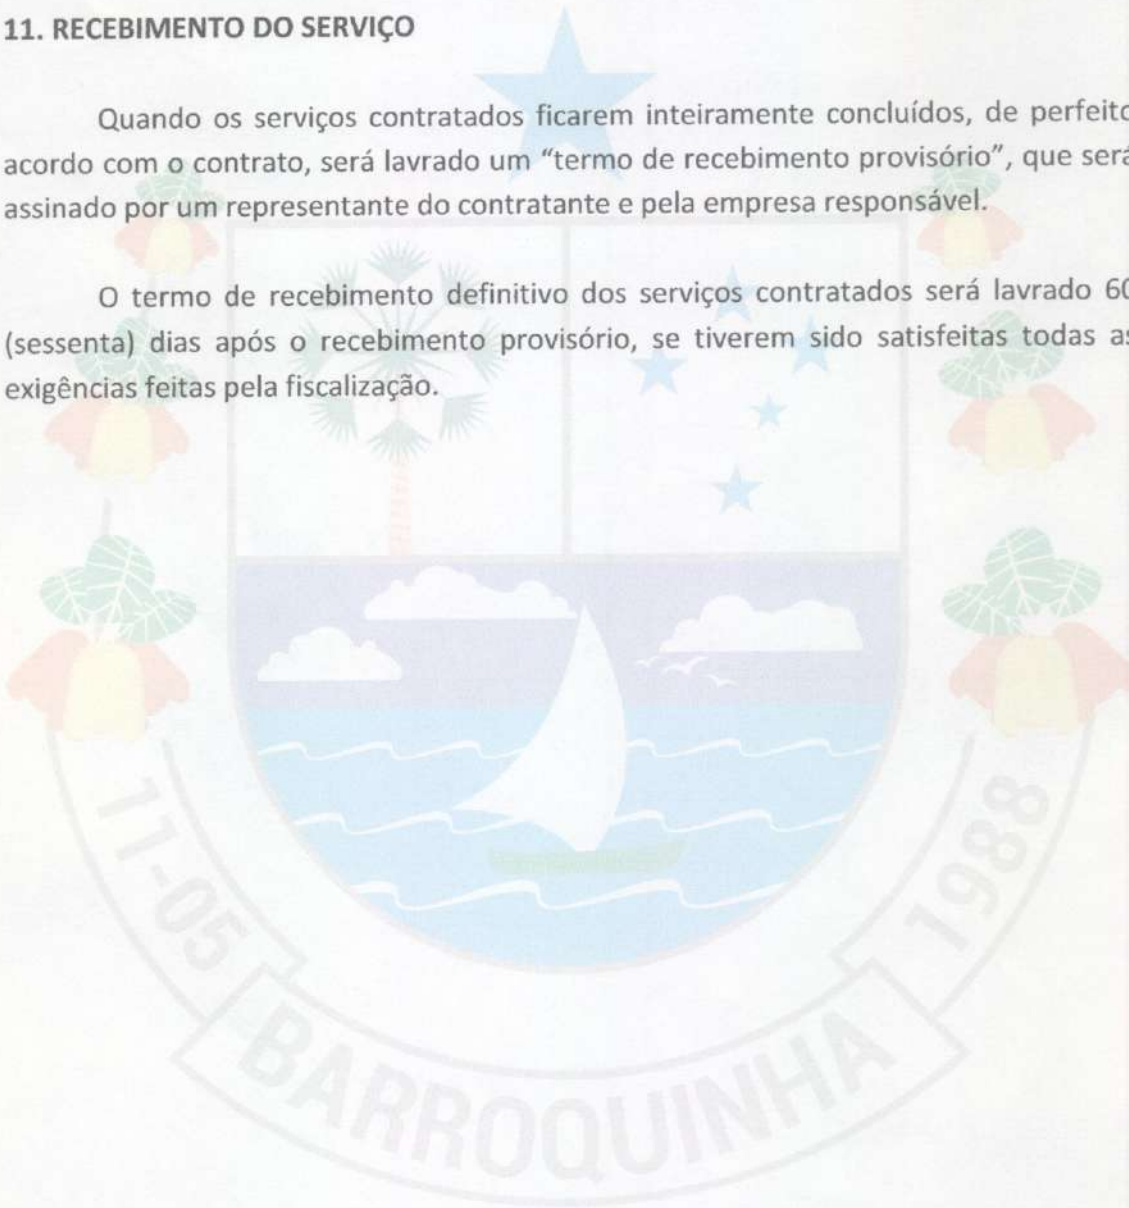 11. RECEBIMENTO DO SERVIÇO
Quando os serviços contratados ficarem inteiramente concluídos, de perfeito
acordo com o contrato, será lavrado um “termo de recebimento provisório”, que será
assinado por um representante do contratante e pela empresa responsável.
O termo de recebimento definitivo dos serviços contratados será lavrado 60
(sessenta) dias após o recebimento provisório, se tiverem sido satisfeitas todas as
exigências feitas pela fiscalização.
11-05
BARROQUINHA
1988